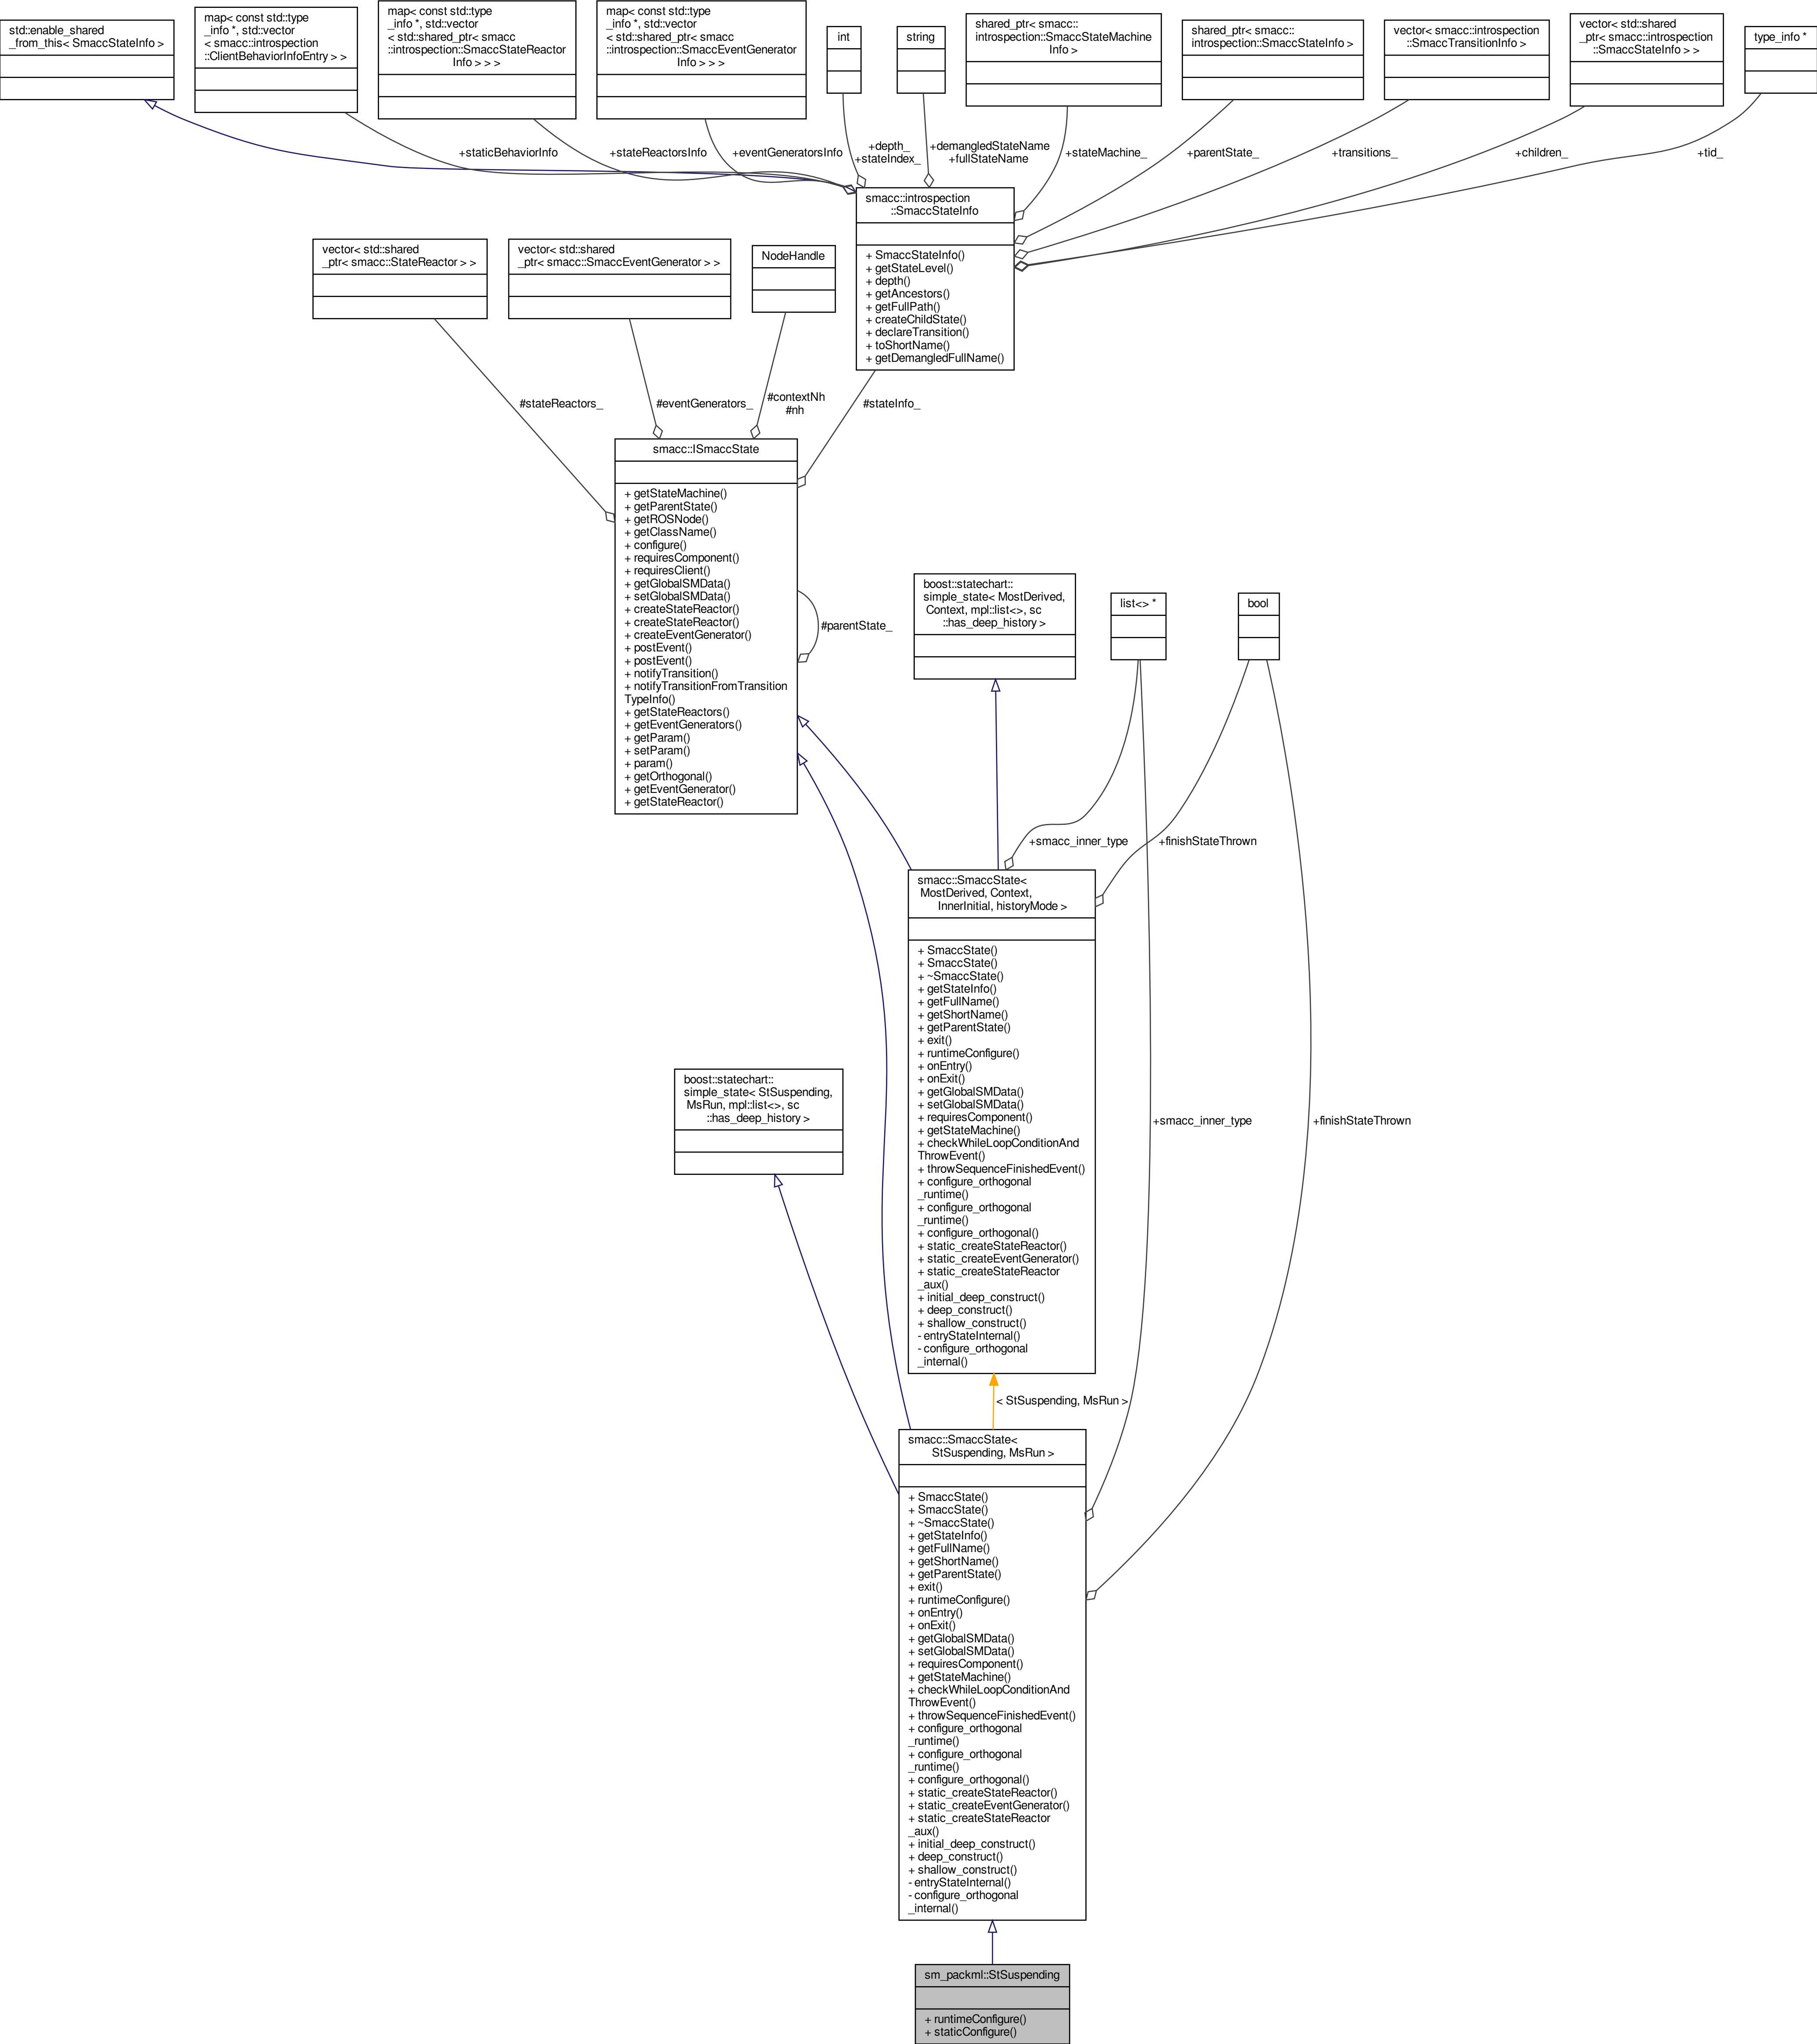 std::enable_shared
_from_this< SmaccStateInfo >
map< const std::type
_info *, std::vector
< smacc::introspection
::ClientBehaviorInfoEntry > >
map< const std::type
_info *, std::vector
< std::shared_ptr< smacc
::introspection::SmaccStateReactor
Info > > >
map< const std::type
_info *, std::vector
< std::shared_ptr< smacc
::introspection::SmaccEventGenerator
Info > > >
int
string
shared_ptr< smacc::
introspection::SmaccStateMachine
Info >
shared_ptr< smacc::
introspection::SmaccStateInfo >
vector< smacc::introspection
::SmaccTransitionInfo >
vector< std::shared
_ptr< smacc::introspection
::SmaccStateInfo > >
type_info *
+staticBehaviorInfo
+stateReactorsInfo
+eventGeneratorsInfo
+depth_
+stateIndex_
+demangledStateName
+fullStateName
+stateMachine_
+parentState_
+transitions_
+children_
+tid_
smacc::introspection
::SmaccStateInfo
+ SmaccStateInfo()
+ getStateLevel()
+ depth()
+ getAncestors()
+ getFullPath()
+ createChildState()
+ declareTransition()
+ toShortName()
+ getDemangledFullName()
vector< std::shared
_ptr< smacc::StateReactor > >
vector< std::shared
_ptr< smacc::SmaccEventGenerator > >
NodeHandle
#stateReactors_
#eventGenerators_
#contextNh
#nh
#stateInfo_
smacc::ISmaccState
+ getStateMachine()
+ getParentState()
+ getROSNode()
+ getClassName()
+ configure()
+ requiresComponent()
+ requiresClient()
+ getGlobalSMData()
+ setGlobalSMData()
+ createStateReactor()
+ createStateReactor()
+ createEventGenerator()
+ postEvent()
+ postEvent()
+ notifyTransition()
+ notifyTransitionFromTransition
TypeInfo()
+ getStateReactors()
+ getEventGenerators()
+ getParam()
+ setParam()
+ param()
+ getOrthogonal()
+ getEventGenerator()
+ getStateReactor()
#parentState_
boost::statechart::
simple_state< MostDerived,
Context, mpl::list<>, sc
::has_deep_history >
list<> *
bool
+smacc_inner_type
+finishStateThrown
smacc::SmaccState<
MostDerived, Context,
InnerInitial, historyMode >
+ SmaccState()
+ SmaccState()
+ ~SmaccState()
+ getStateInfo()
+ getFullName()
+ getShortName()
+ getParentState()
+ exit()
+ runtimeConfigure()
+ onEntry()
+ onExit()
+ getGlobalSMData()
+ setGlobalSMData()
+ requiresComponent()
+ getStateMachine()
+ checkWhileLoopConditionAnd
ThrowEvent()
+ throwSequenceFinishedEvent()
+ configure_orthogonal
_runtime()
+ configure_orthogonal
_runtime()
+ configure_orthogonal()
+ static_createStateReactor()
+ static_createEventGenerator()
+ static_createStateReactor
_aux()
+ initial_deep_construct()
+ deep_construct()
+ shallow_construct()
- entryStateInternal()
- configure_orthogonal
_internal()
boost::statechart::
simple_state< StSuspending,
MsRun, mpl::list<>, sc
::has_deep_history >
+smacc_inner_type
+finishStateThrown
< StSuspending, MsRun >
smacc::SmaccState<
StSuspending, MsRun >
+ SmaccState()
+ SmaccState()
+ ~SmaccState()
+ getStateInfo()
+ getFullName()
+ getShortName()
+ getParentState()
+ exit()
+ runtimeConfigure()
+ onEntry()
+ onExit()
+ getGlobalSMData()
+ setGlobalSMData()
+ requiresComponent()
+ getStateMachine()
+ checkWhileLoopConditionAnd
ThrowEvent()
+ throwSequenceFinishedEvent()
+ configure_orthogonal
_runtime()
+ configure_orthogonal
_runtime()
+ configure_orthogonal()
+ static_createStateReactor()
+ static_createEventGenerator()
+ static_createStateReactor
_aux()
+ initial_deep_construct()
+ deep_construct()
+ shallow_construct()
- entryStateInternal()
- configure_orthogonal
_internal()
sm_packml::StSuspending
+ runtimeConfigure()
+ staticConfigure()